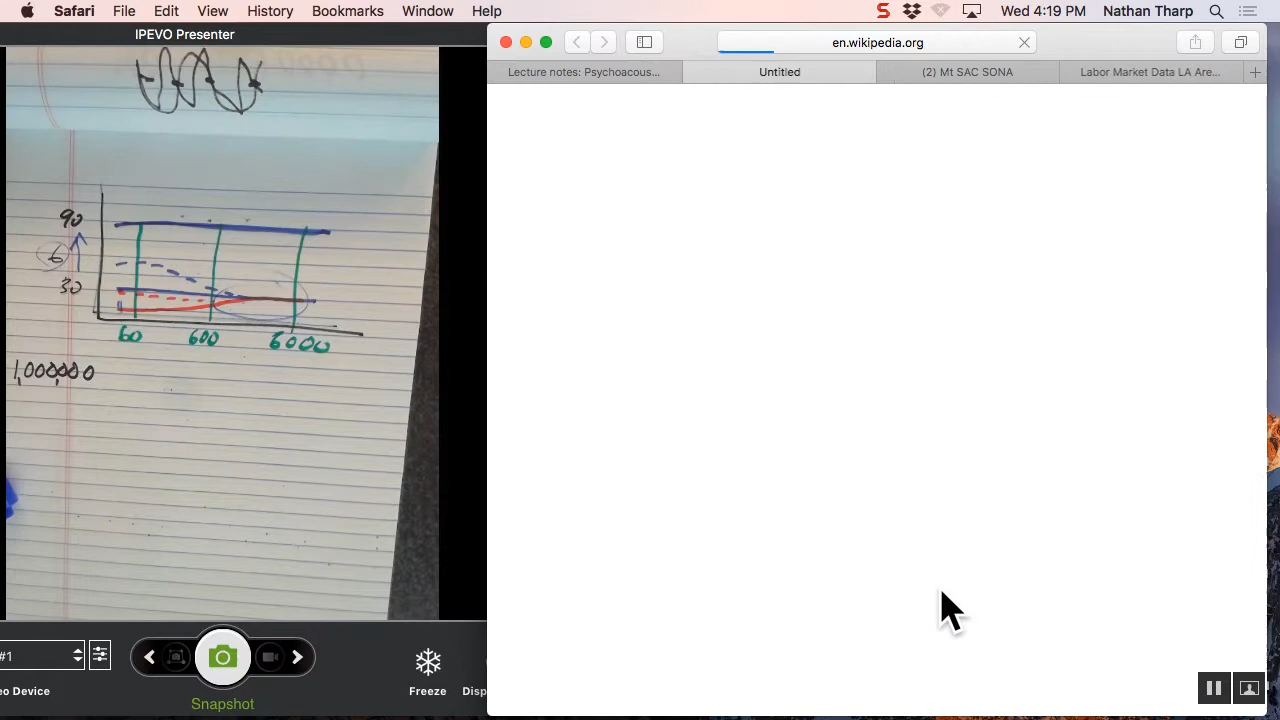 Safari File Edit View History Bookmarks Window Help
Wed 4:19 PM Nathan Tharp
IPEVO Presenter
en.wikipedia.org
Lecture notes: Psychoacous...
Untitled
(2) Mt SAC SONA
Labor Market Data LA Are...
90
6
30
60 600 6000
1,000,000
#1
eo Device
Snapshot
Freeze
Disp